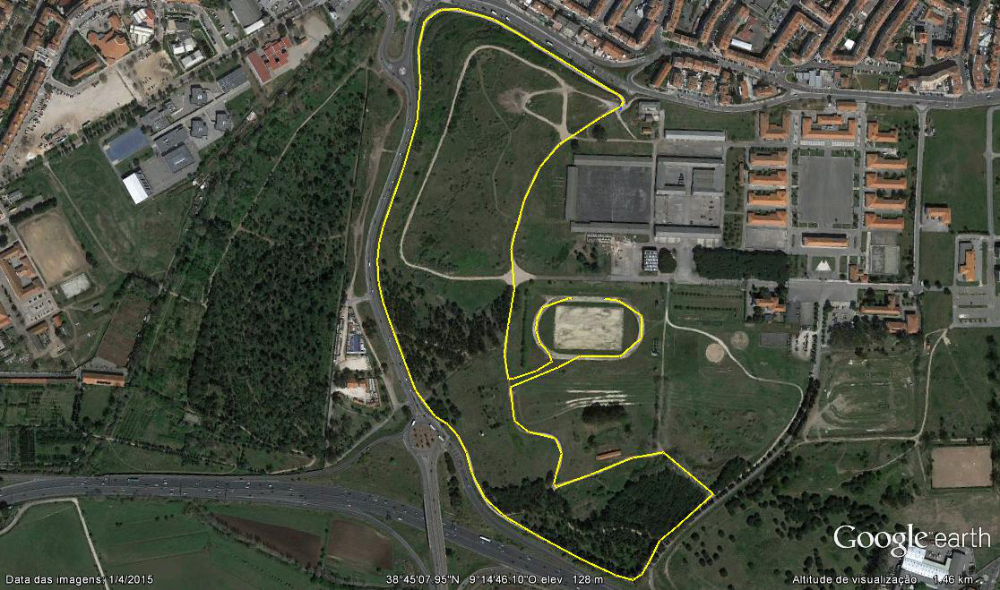 Google earth
Data das imagens: 1/4/2015
38°45'07.95"N 9°14'46.10"O elev 128 m
Altitude de visualização 1.46 km